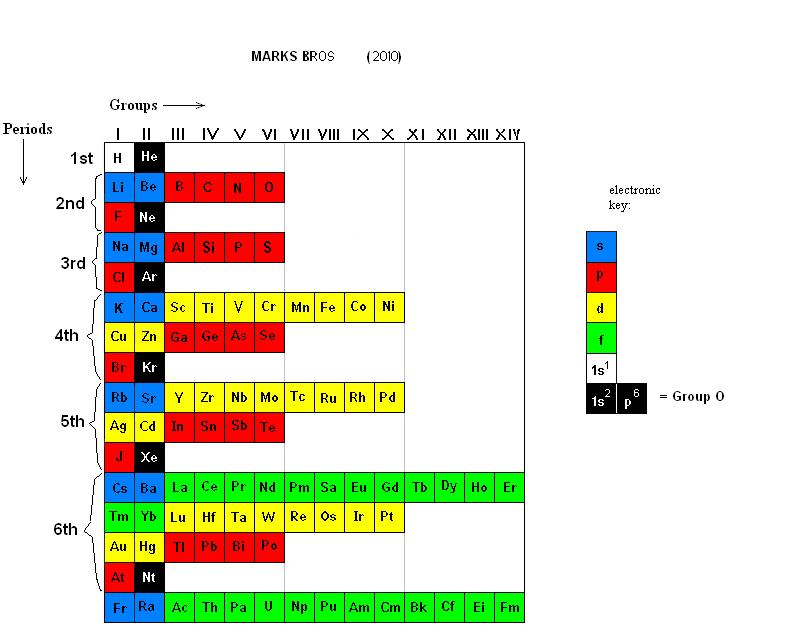 MARKS BROS (2010)
Groups
Periods
I II III IV V VI VII VIII IX X XI XII XIII XIV
1st H He
2nd Li Be B C N O
F Ne
3rd Na Mg Al Si P S
Cl Ar
4th K Ca Sc Ti V Cr Mn Fe Co Ni
Cu Zn Ga Ge As Se
Br Kr
5th Rb Sr Y Zr Nb Mo Tc Ru Rh Pd
Ag Cd In Sn Sb Te
J Xe
6th Cs Ba La Ce Pr Nd Pm Sa Eu Gd Tb Dy Ho Er
Tm Yb Lu Hf Ta W Re Os Ir Pt
Au Hg Tl Pb Bi Po
At Nt
Fr Ra Ac Th Pa U Np Pu Am Cm Bk Cf Ei Fm
electronic
key:
s
p
d
f
1s¹
1s² p⁶ = Group O